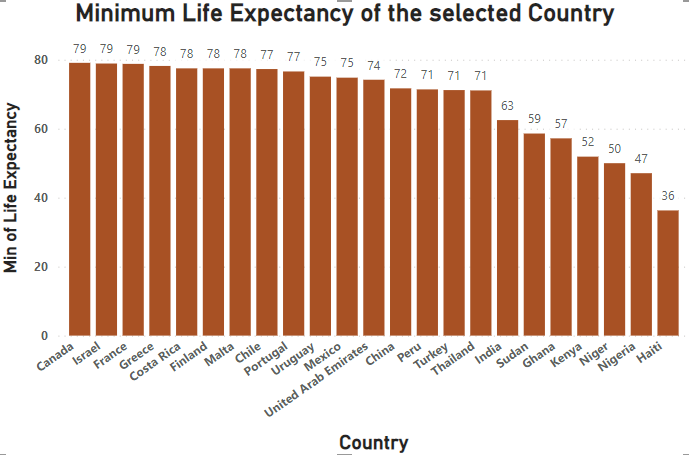 Minimum Life Expectancy of the selected Country
79 79 79 78 78 78 78 77 77 75 75 74 72 71 71 71 63 59 57 52 50 47 36
80
60
40
20
0
Min of Life Expectancy
Canada Israel France Greece Costa Rica Finland Malta Chile Portugal Uruguay Mexico United Arab Emirates China Peru Turkey Thailand India Sudan Ghana Kenya Niger Nigeria Haiti
Country